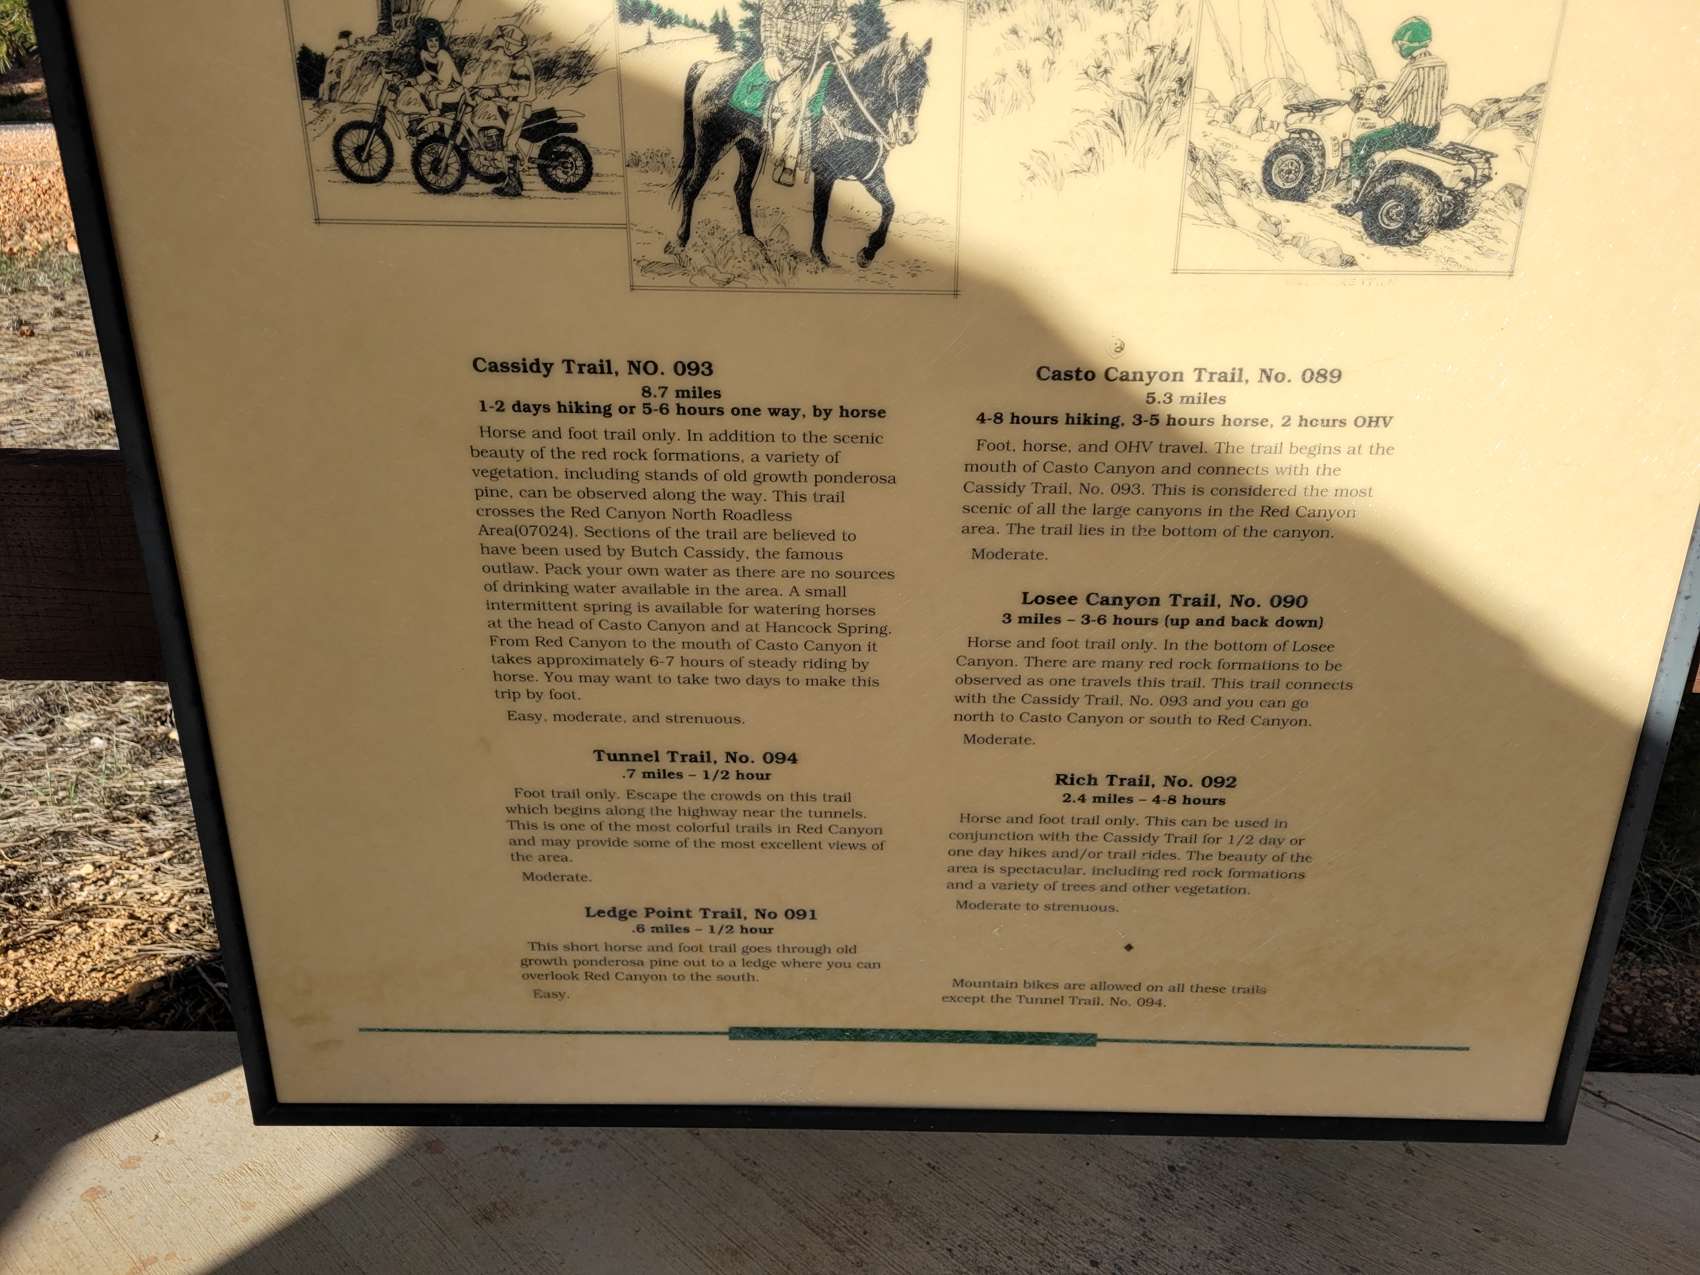 Cassidy Trail, NO. 093
8.7 miles
1-2 days hiking or 5-6 hours one way, by horse
Horse and foot trail only. In addition to the scenic
beauty of the red rock formations, a variety of
vegetation, including stands of old growth ponderosa
pine, can be observed along the way. This trail
crosses the Red Canyon North Roadless
Area(07024). Sections of the trail are believed to
have been used by Butch Cassidy, the famous
outlaw. Pack your own water as there are no sources
of drinking water available in the area. A small
intermittent spring is available for watering horses
at the head of Casto Canyon and at Hancock Spring.
From Red Canyon to the mouth of Casto Canyon it
takes approximately 6-7 hours of steady riding by
horse. You may want to take two days to make this
trip by foot.
Easy, moderate, and strenuous.
Tunnel Trail, No. 094
.7 miles – 1/2 hour
Foot trail only. Escape the crowds on this trail
which begins along the highway near the tunnels.
This is one of the most colorful trails in Red Canyon
and may provide some of the most excellent views of
the area.
Moderate.
Ledge Point Trail, No 091
.6 miles – 1/2 hour
This short horse and foot trail goes through old
growth ponderosa pine out to a ledge where you can
overlook Red Canyon to the south.
Easy.
Casto Canyon Trail, No. 089
5.3 miles
4-8 hours hiking, 3-5 hours horse, 2 hours OHV
Foot, horse, and OHV travel. The trail begins at the
mouth of Casto Canyon and connects with the
Cassidy Trail, No. 093. This is considered the most
scenic of all the large canyons in the Red Canyon
area. The trail lies in the bottom of the canyon.
Moderate.
Losee Canyon Trail, No. 090
3 miles – 3-6 hours (up and back down)
Horse and foot trail only. In the bottom of Losee
Canyon. There are many red rock formations to be
observed as one travels this trail. This trail connects
with the Cassidy Trail, No. 093 and you can go
north to Casto Canyon or south to Red Canyon.
Moderate.
Rich Trail, No. 092
2.4 miles – 4-8 hours
Horse and foot trail only. This can be used in
conjunction with the Cassidy Trail for 1/2 day or
one day hikes and/or trail rides. The beauty of the
area is spectacular, including red rock formations
and a variety of trees and other vegetation.
Moderate to strenuous.
Mountain bikes are allowed on all these trails
except the Tunnel Trail, No. 094.